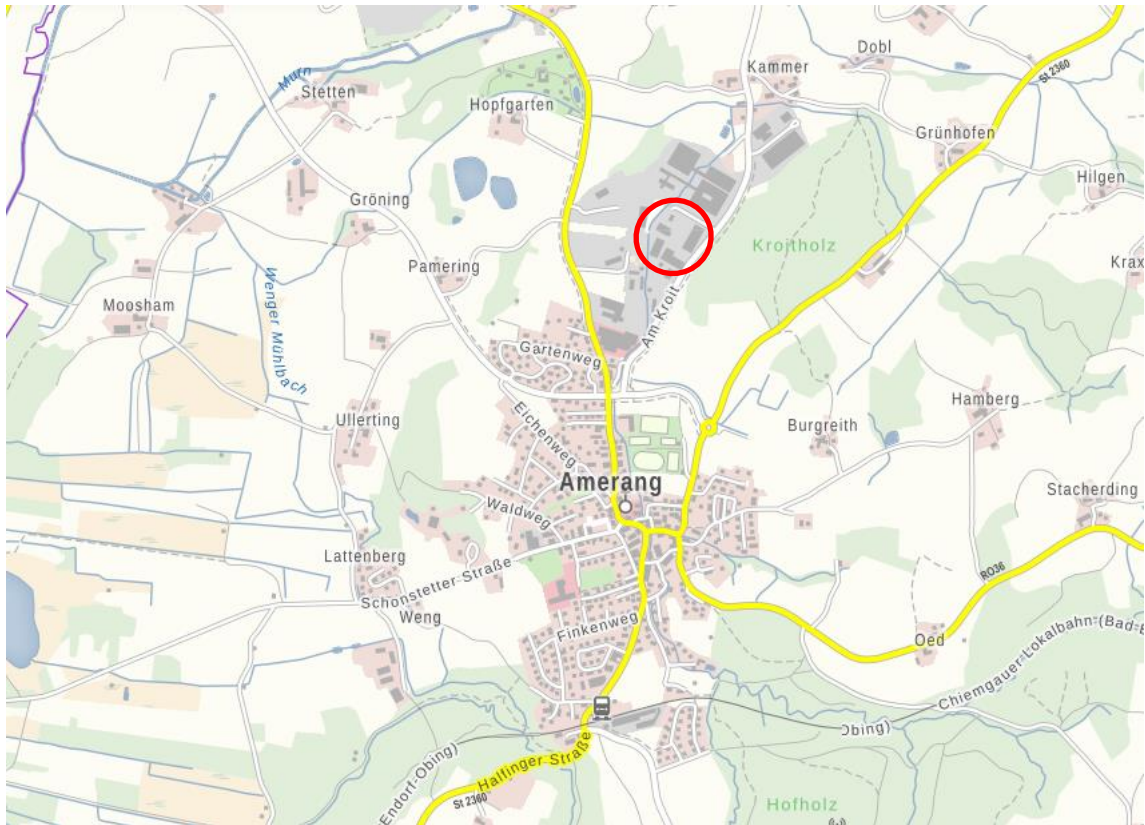 Dobl
Murn
Kammer
St 2360
Stetten
Hopfgarten
Grünhofen
Hilgen
Gröning
Kroitholz
Pamering
Krax
Moosham
Wenger Mühlbach
Am Kroit
Gartenweg
Hamberg
Eichenweg
Ullerting
Burgreith
Amerang
Stacherding
Waldweg
Lattenberg
RO36
Schonstetter Straße
Weng
Finkenweg
Oed
Chiemgauer Lokalbahn (Bad-E
Obing)
Endorf-Obing)
Halfinger Straße
St 2360
Hofholz